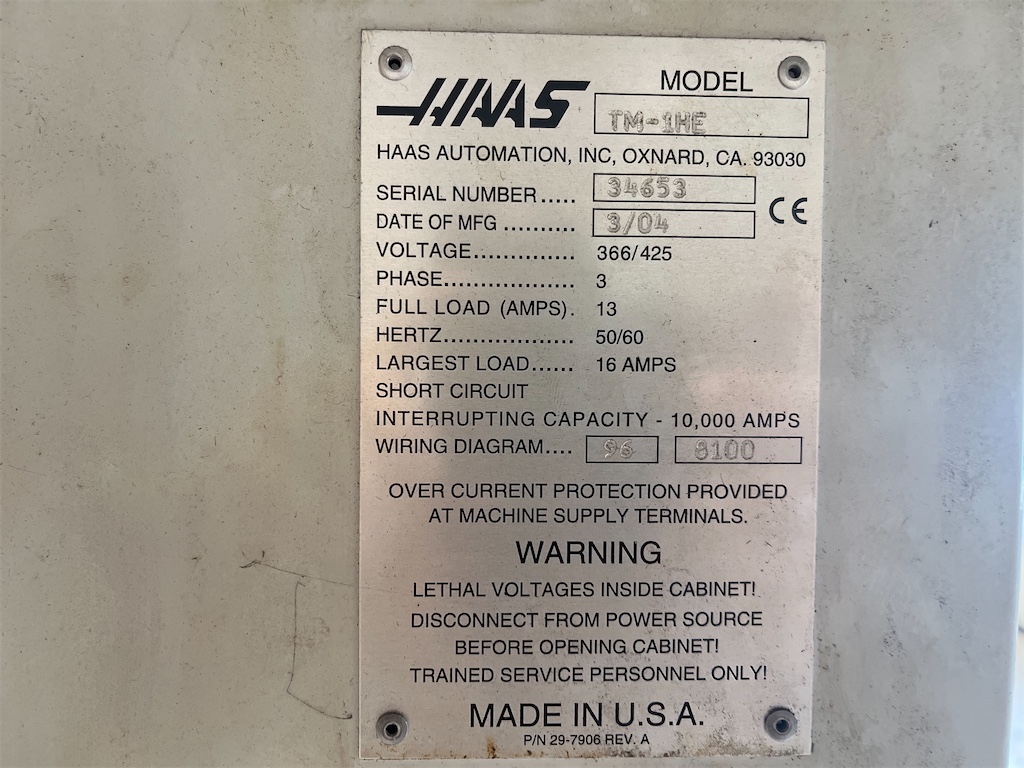 HAAS
MODEL
TM-1HE
HAAS AUTOMATION, INC, OXNARD, CA. 93030
SERIAL NUMBER ..... 34653
CE
DATE OF MFG .......... 3/04
VOLTAGE.............. 366/425
PHASE.................. 3
FULL LOAD (AMPS). 13
HERTZ.................. 50/60
LARGEST LOAD...... 16 AMPS
SHORT CIRCUIT
INTERRUPTING CAPACITY - 10,000 AMPS
WIRING DIAGRAM.... 96 8100
OVER CURRENT PROTECTION PROVIDED
AT MACHINE SUPPLY TERMINALS.
WARNING
LETHAL VOLTAGES INSIDE CABINET!
DISCONNECT FROM POWER SOURCE
BEFORE OPENING CABINET!
TRAINED SERVICE PERSONNEL ONLY!
MADE IN U.S.A.
P/N 29-7906 REV. A